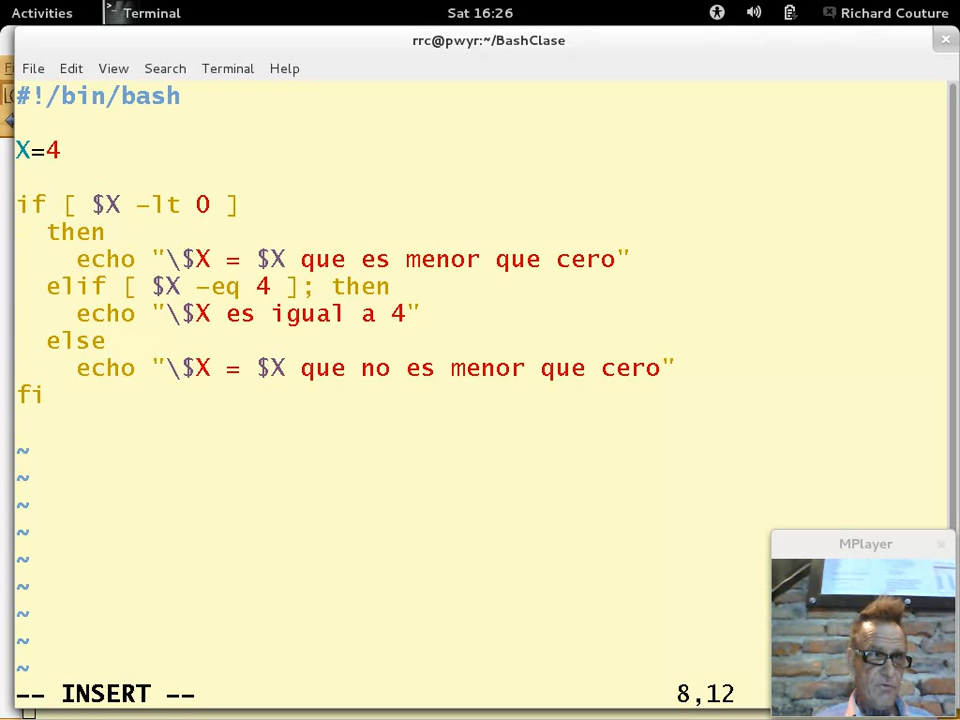 Activities Terminal Sat 16:26 Richard Couture
rrc@pwyr:~/BashClase
File Edit View Search Terminal Help
#!/bin/bash
X=4
if [ $X -lt 0 ]
then
echo "\$X = $X que es menor que cero"
elif [ $X -eq 4 ]; then
echo "\$X es igual a 4"
else
echo "\$X = $X que no es menor que cero"
fi
~
~
~
~
~
~
~
~
~
MPlayer
-- INSERT -- 8,12